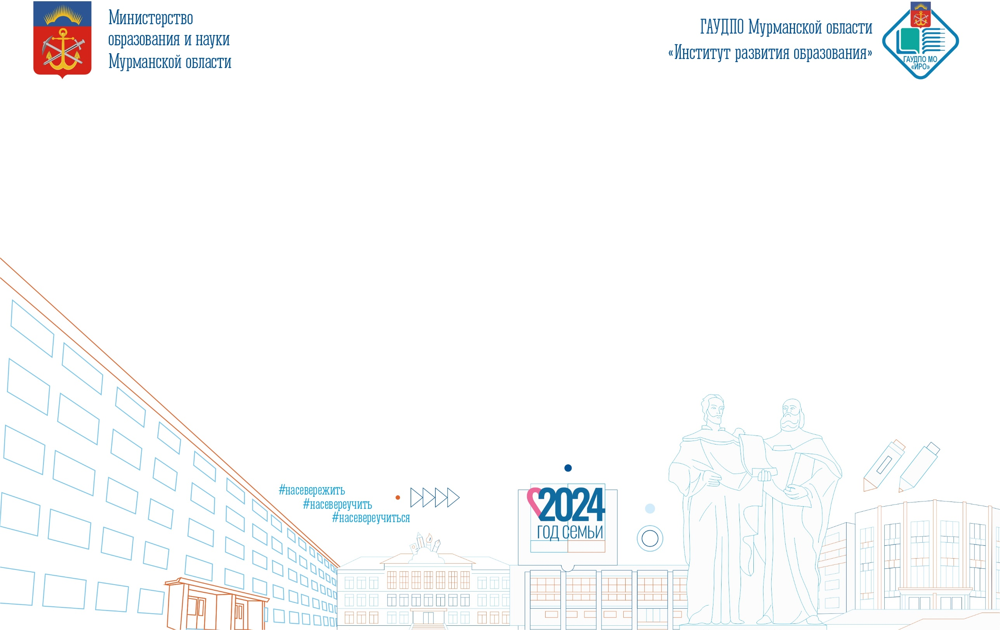 Министерство
образования и науки
Мурманской области
ГАУДПО Мурманской области
«Институт развития образования»
ГАУДПО МО
«ИРО»
#насевережить
#насевереучить
#насевереучиться
2024
ГОД СЕМЬИ